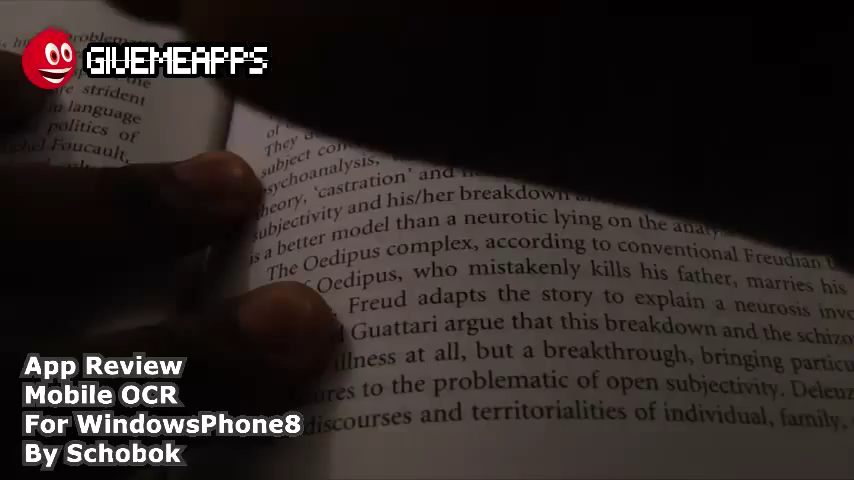 GIVEMEAPPS
problem
the
strident
language
politics of
Foucault,
of
They
subject
psychoanalysis,
theory, 'castration' and
subjectivity and his/her breakdown
is a better model than a neurotic lying on the
The Oedipus complex, according to conventional Freudian
Oedipus, who mistakenly kills his father, marries his
Freud adapts the story to explain a neurosis
Guattari argue that this breakdown and the
illness at all, but a breakthrough, bringing
to the problematic of open subjectivity.
discourses and territorialities of individual, family,
App Review
Mobile OCR
For WindowsPhone8
By Schobok